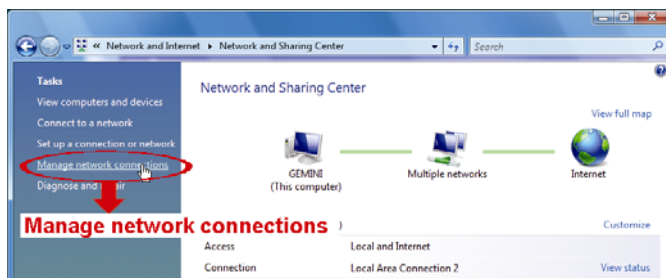 « Network and Internet ▸ Network and Sharing Center
Search
Tasks
View computers and devices
Connect to a network
Set up a connection or network
Manage network connections
Diagnose and
Network and Sharing Center
View full map
GEMINI
(This computer)
Multiple networks
Internet
Manage network connections
)
Customize
Access
Local and Internet
Connection
Local Area Connection 2
View status